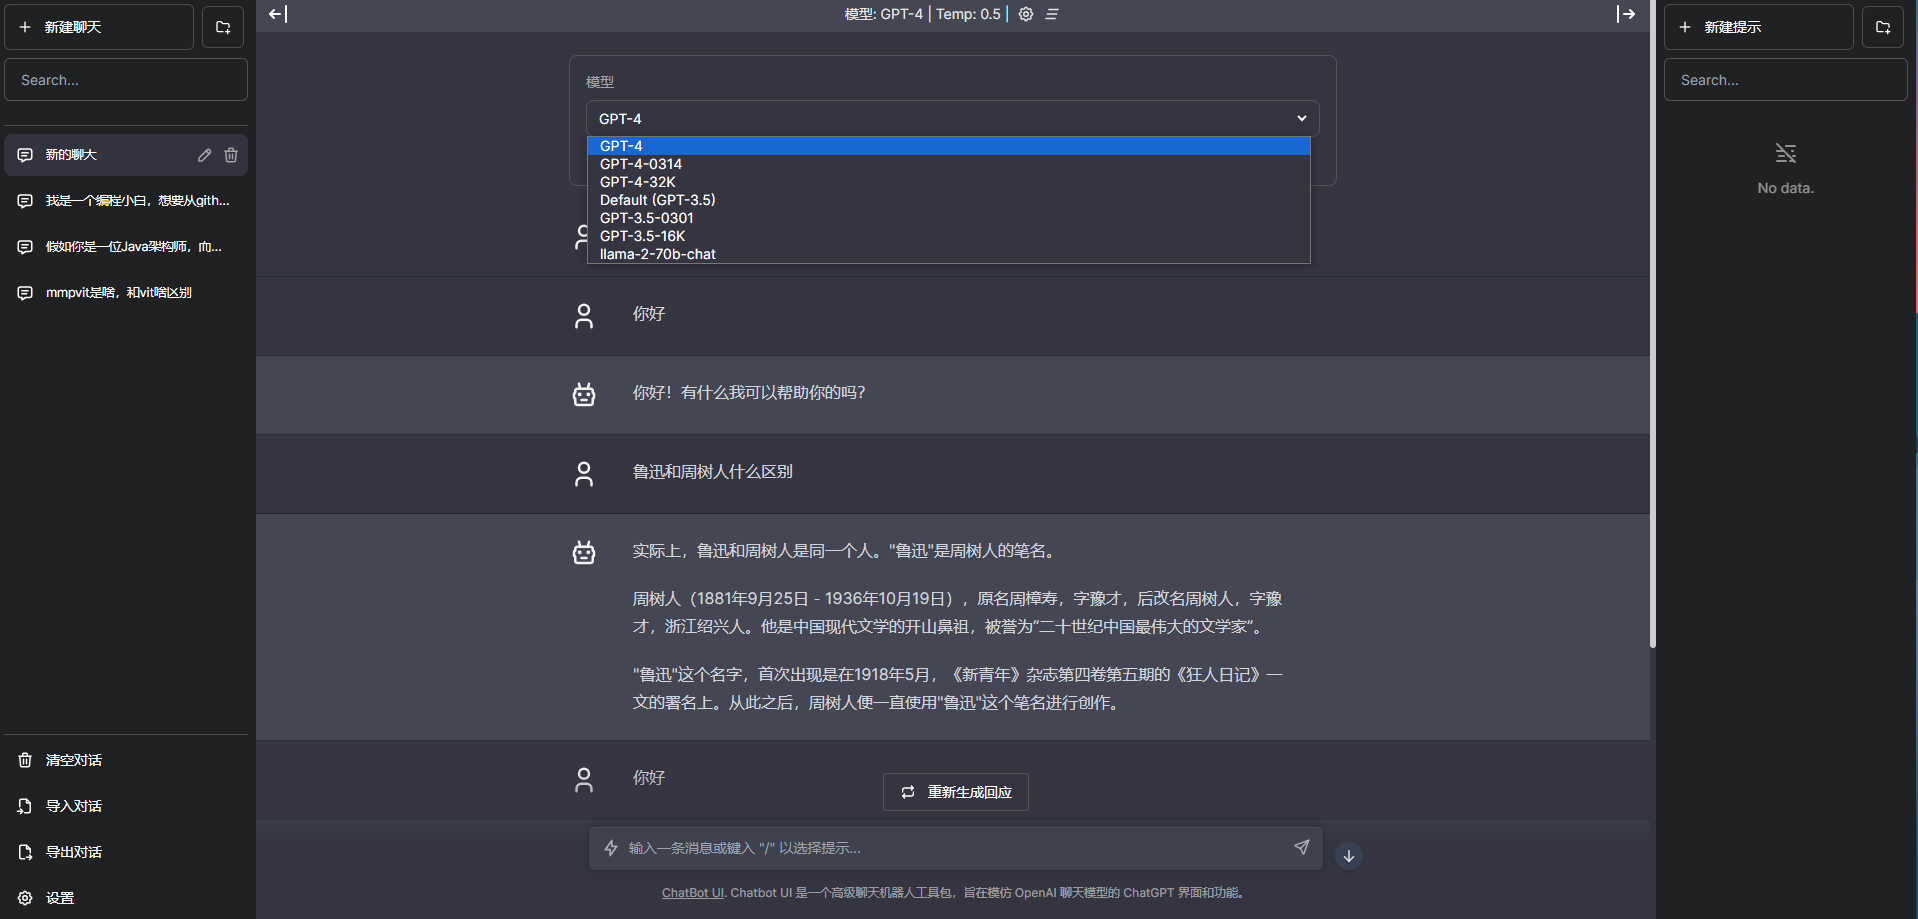 新建聊天
Search...
新的聊天
我是一个编程小白，想要从gith...
假如你是一位Java架构师，向...
mmpvit是啥，和vit啥区别
清空对话
导入对话
导出对话
设置
模型: GPT-4 | Temp: 0.5 |
模型
GPT-4
GPT-4
GPT-4-0314
GPT-4-32K
Default (GPT-3.5)
GPT-3.5-0301
GPT-3.5-16K
llama-2-70b-chat
你好
你好！有什么我可以帮助你的吗？
鲁迅和周树人什么区别
实际上，鲁迅和周树人是同一个人。"鲁迅"是周树人的笔名。
周树人（1881年9月25日 - 1936年10月19日），原名周樟寿，字豫才，后改名周树人，字豫
才，浙江绍兴人。他是中国现代文学的开山鼻祖，被誉为“二十世纪中国最伟大的文学家”。
"鲁迅"这个名字，首次出现是在1918年5月，《新青年》杂志第四卷第五期的《狂人日记》一
文的署名上。从此之后，周树人便一直使用"鲁迅"这个笔名进行创作。
你好
重新生成回应
输入一条消息或键入 "/" 以选择提示...
ChatBot UI. Chatbot UI 是一个高级聊天机器人工具包，旨在模仿 OpenAI 聊天模型的 ChatGPT 界面和功能。
新建提示
Search...
No data.